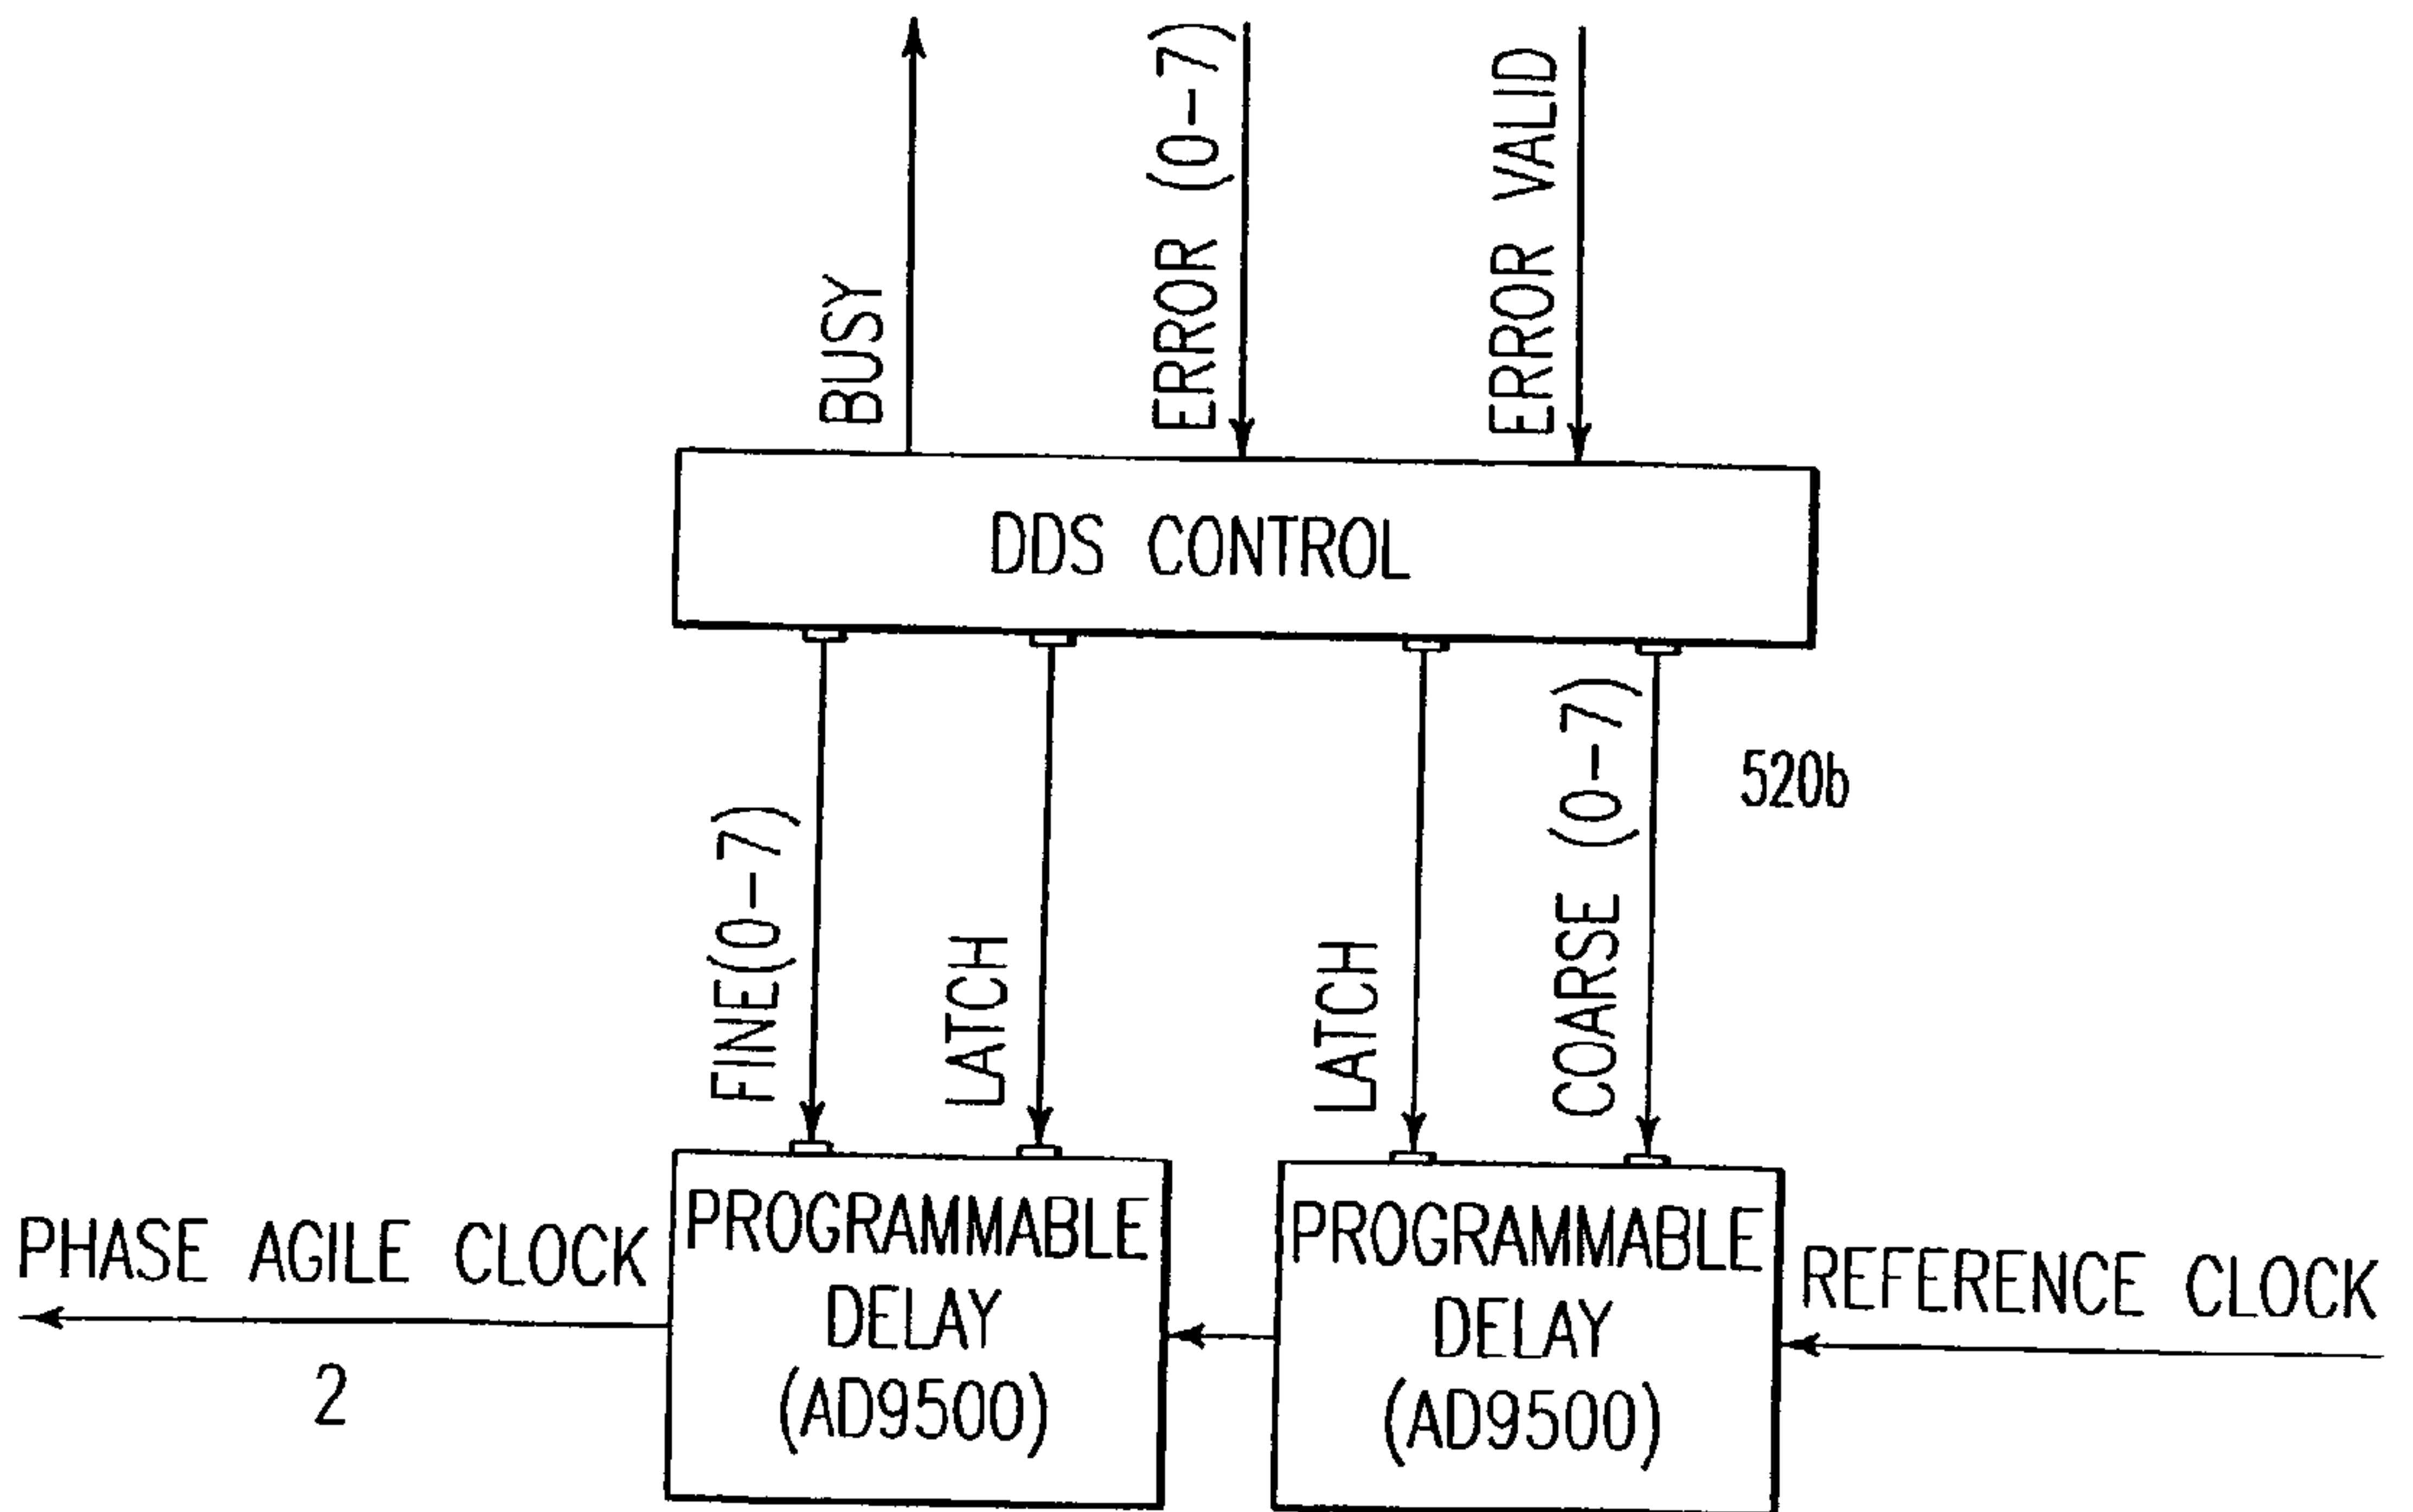 BUSY
ERROR (0-7)
ERROR VALID
DDS CONTROL
FINE(0-7)
LATCH
LATCH
COARSE (0-7)
520b
PHASE AGILE CLOCK
2
PROGRAMMABLE
DELAY
(AD9500)
PROGRAMMABLE
DELAY
(AD9500)
REFERENCE CLOCK